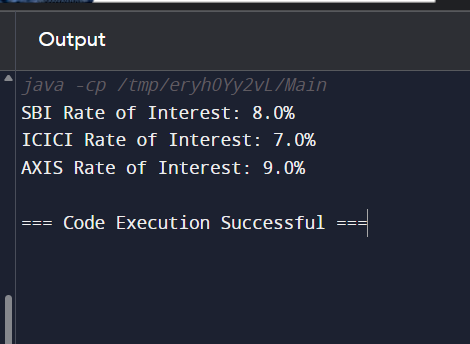 Output
java -cp /tmp/eryhOYy2vL/Main
SBI Rate of Interest: 8.0%
ICICI Rate of Interest: 7.0%
AXIS Rate of Interest: 9.0%
=== Code Execution Successful ===